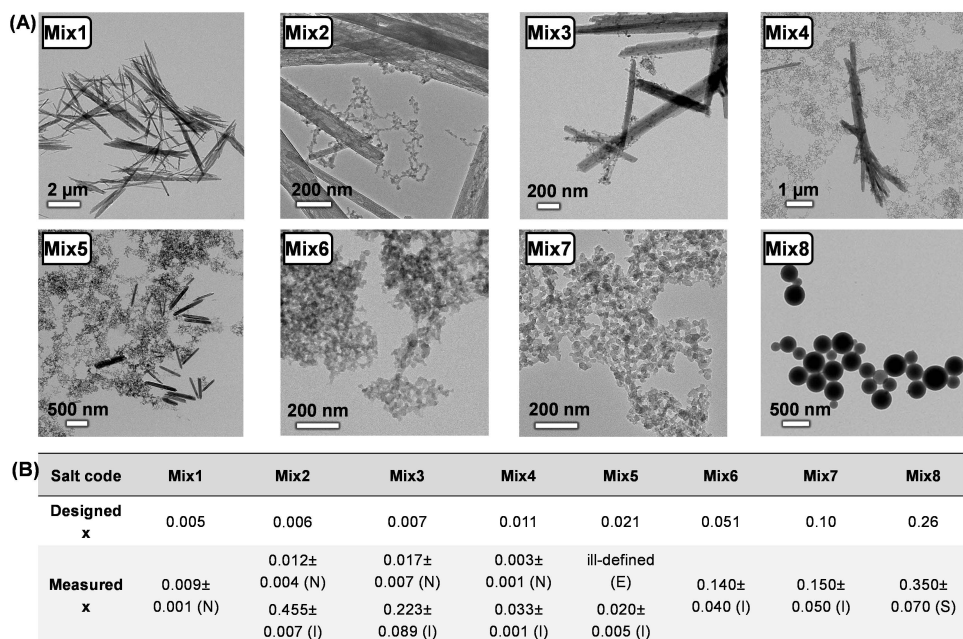 (A)
Mix1
2 µm
Mix2
200 nm
Mix3
200 nm
Mix4
1 µm
Mix5
500 nm
Mix6
200 nm
Mix7
200 nm
Mix8
500 nm
(B)
Salt code Mix1 Mix2 Mix3 Mix4 Mix5 Mix6 Mix7 Mix8
Designed x 0.005 0.006 0.007 0.011 0.021 0.051 0.10 0.26
Measured x 0.009± 0.001 (N) 0.012± 0.004 (N) 0.455± 0.007 (I) 0.017± 0.007 (N) 0.223± 0.089 (I) 0.003± 0.001 (N) 0.033± 0.001 (I) ill-defined (E) 0.020± 0.005 (I) 0.140± 0.040 (I) 0.150± 0.050 (I) 0.350± 0.070 (S)